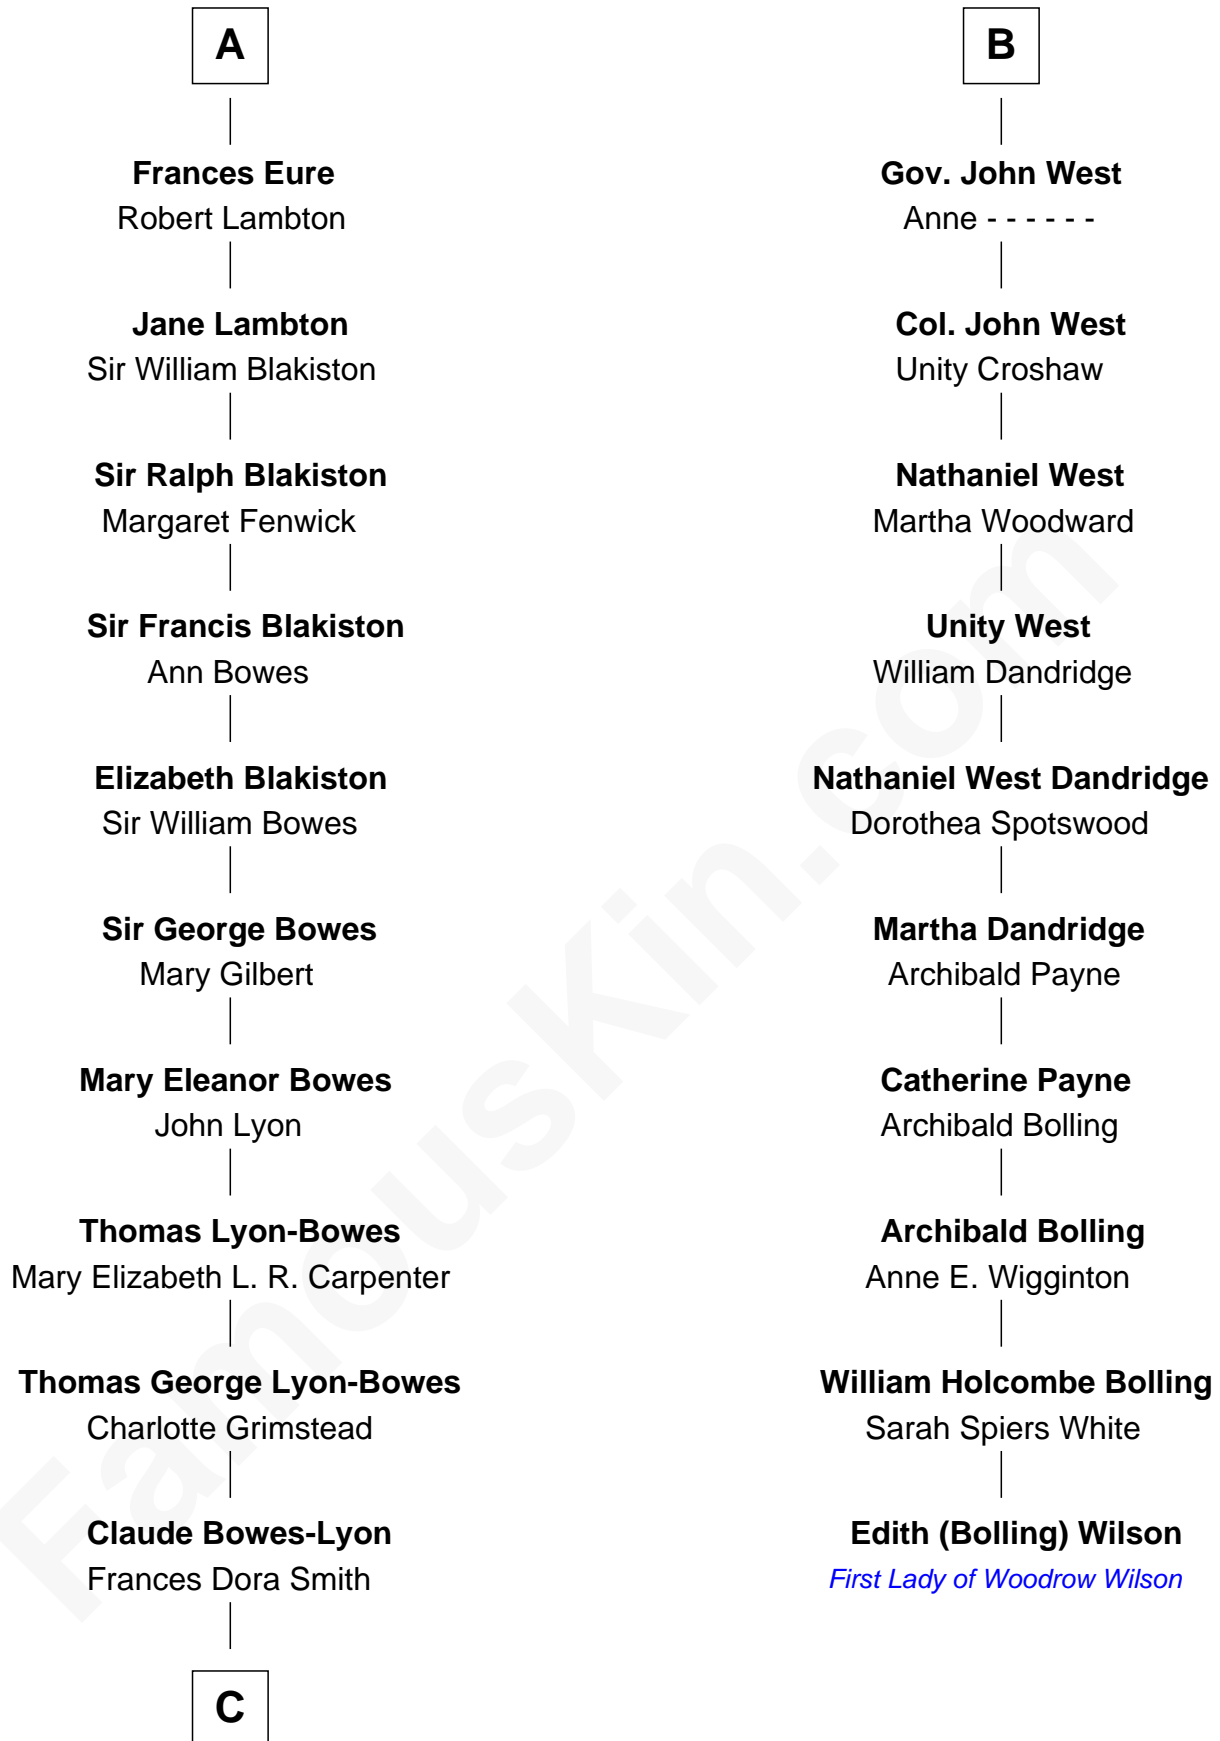 A
Frances Eure
Robert Lambton
Jane Lambton
Sir William Blakiston
Sir Ralph Blakiston
Margaret Fenwick
Sir Francis Blakiston
Ann Bowes
Elizabeth Blakiston
Sir William Bowes
Sir George Bowes
Mary Gilbert
Mary Eleanor Bowes
John Lyon
Thomas Lyon-Bowes
Mary Elizabeth L. R. Carpenter
Thomas George Lyon-Bowes
Charlotte Grimstead
Claude Bowes-Lyon
Frances Dora Smith
C
B
Gov. John West
Anne - - - - - -
Col. John West
Unity Croshaw
Nathaniel West
Martha Woodward
Unity West
William Dandridge
Nathaniel West Dandridge
Dorothea Spotswood
Martha Dandridge
Archibald Payne
Catherine Payne
Archibald Bolling
Archibald Bolling
Anne E. Wigginton
William Holcombe Bolling
Sarah Spiers White
Edith (Bolling) Wilson
First Lady of Woodrow Wilson
FamousKin.com